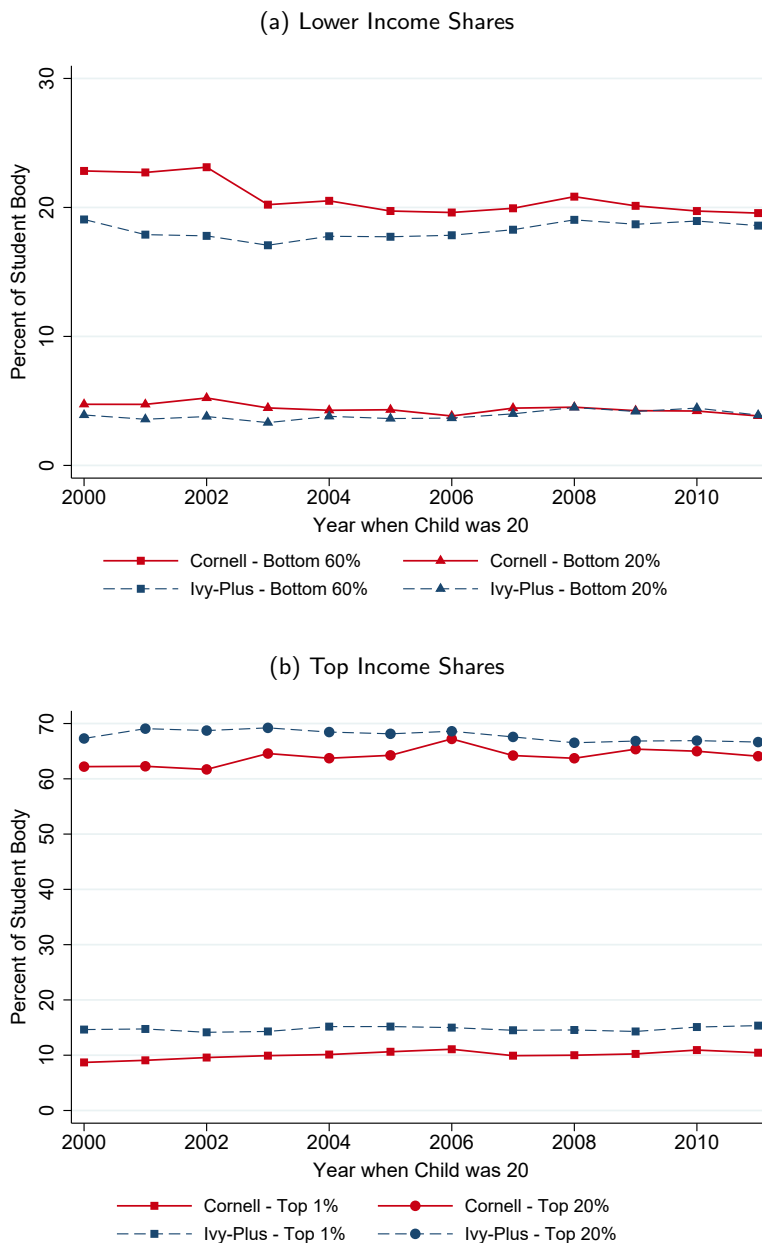 (a) Lower Income Shares
30
20
10
0
Percent of Student Body
2000 2002 2004 2006 2008 2010
Year when Child was 20
Cornell - Bottom 60% Cornell - Bottom 20%
Ivy-Plus - Bottom 60% Ivy-Plus - Bottom 20%
(b) Top Income Shares
70
60
50
40
30
20
10
0
Percent of Student Body
2000 2002 2004 2006 2008 2010
Year when Child was 20
Cornell - Top 1% Cornell - Top 20%
Ivy-Plus - Top 1% Ivy-Plus - Top 20%